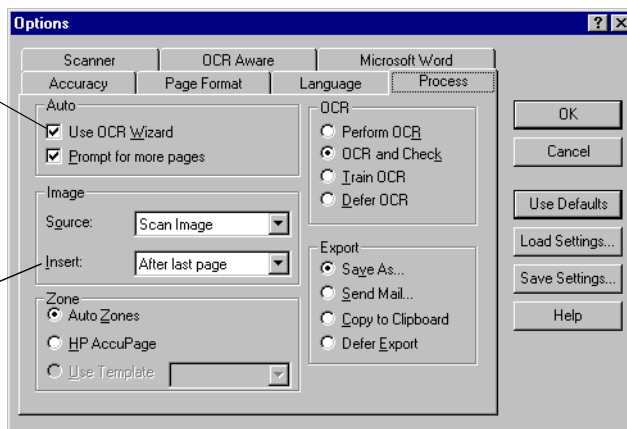 Options
Scanner OCR Aware Microsoft Word
Accuracy Page Format Language Process
Auto
Use OCR Wizard
Prompt for more pages
Image
Source: Scan Image
Insert: After last page
Zone
Auto Zones
HP AccuPage
Use Template
OCR
Perform OCR
OCR and Check
Train OCR
Defer OCR
Export
Save As...
Send Mail...
Copy to Clipboard
Defer Export
OK
Cancel
Use Defaults
Load Settings...
Save Settings...
Help